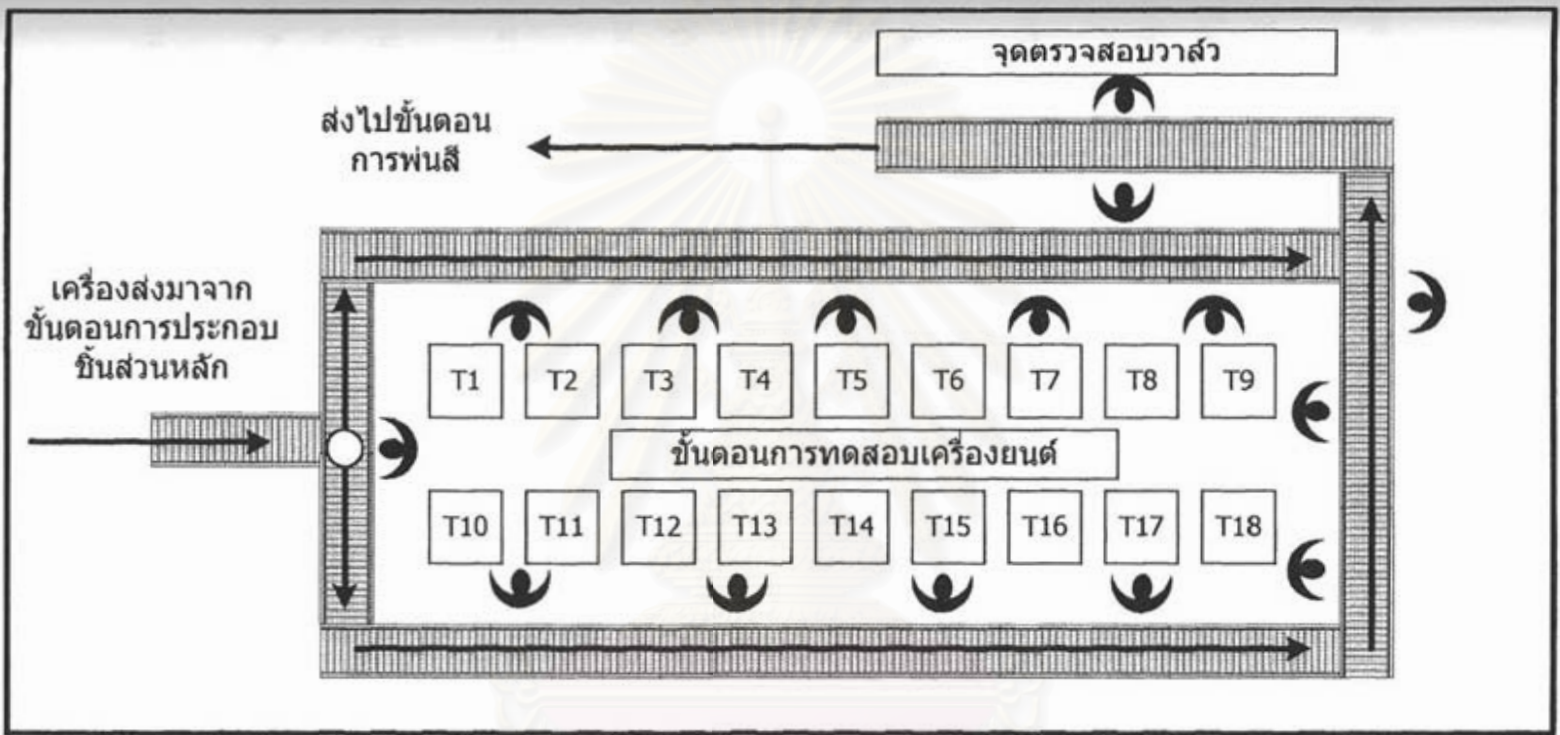 จุดตรวจสอบวาล์ว
ส่งไปขั้นตอน
การพ่นสี
เครื่องส่งมาจาก
ขั้นตอนการประกอบ
ชิ้นส่วนหลัก
T1 T2 T3 T4 T5 T6 T7 T8 T9
ขั้นตอนการทดสอบเครื่องยนต์
T10 T11 T12 T13 T14 T15 T16 T17 T18